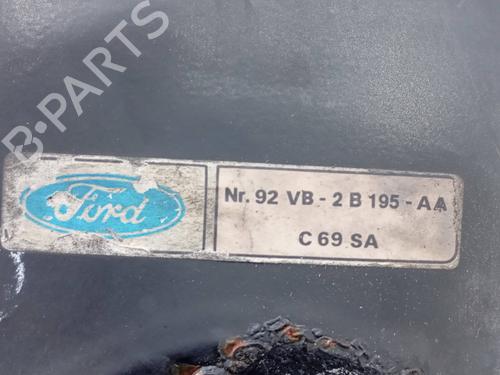 B-PARTS
Ford
Nr. 92 VB - 2 B 195 - AA
C 69 SA